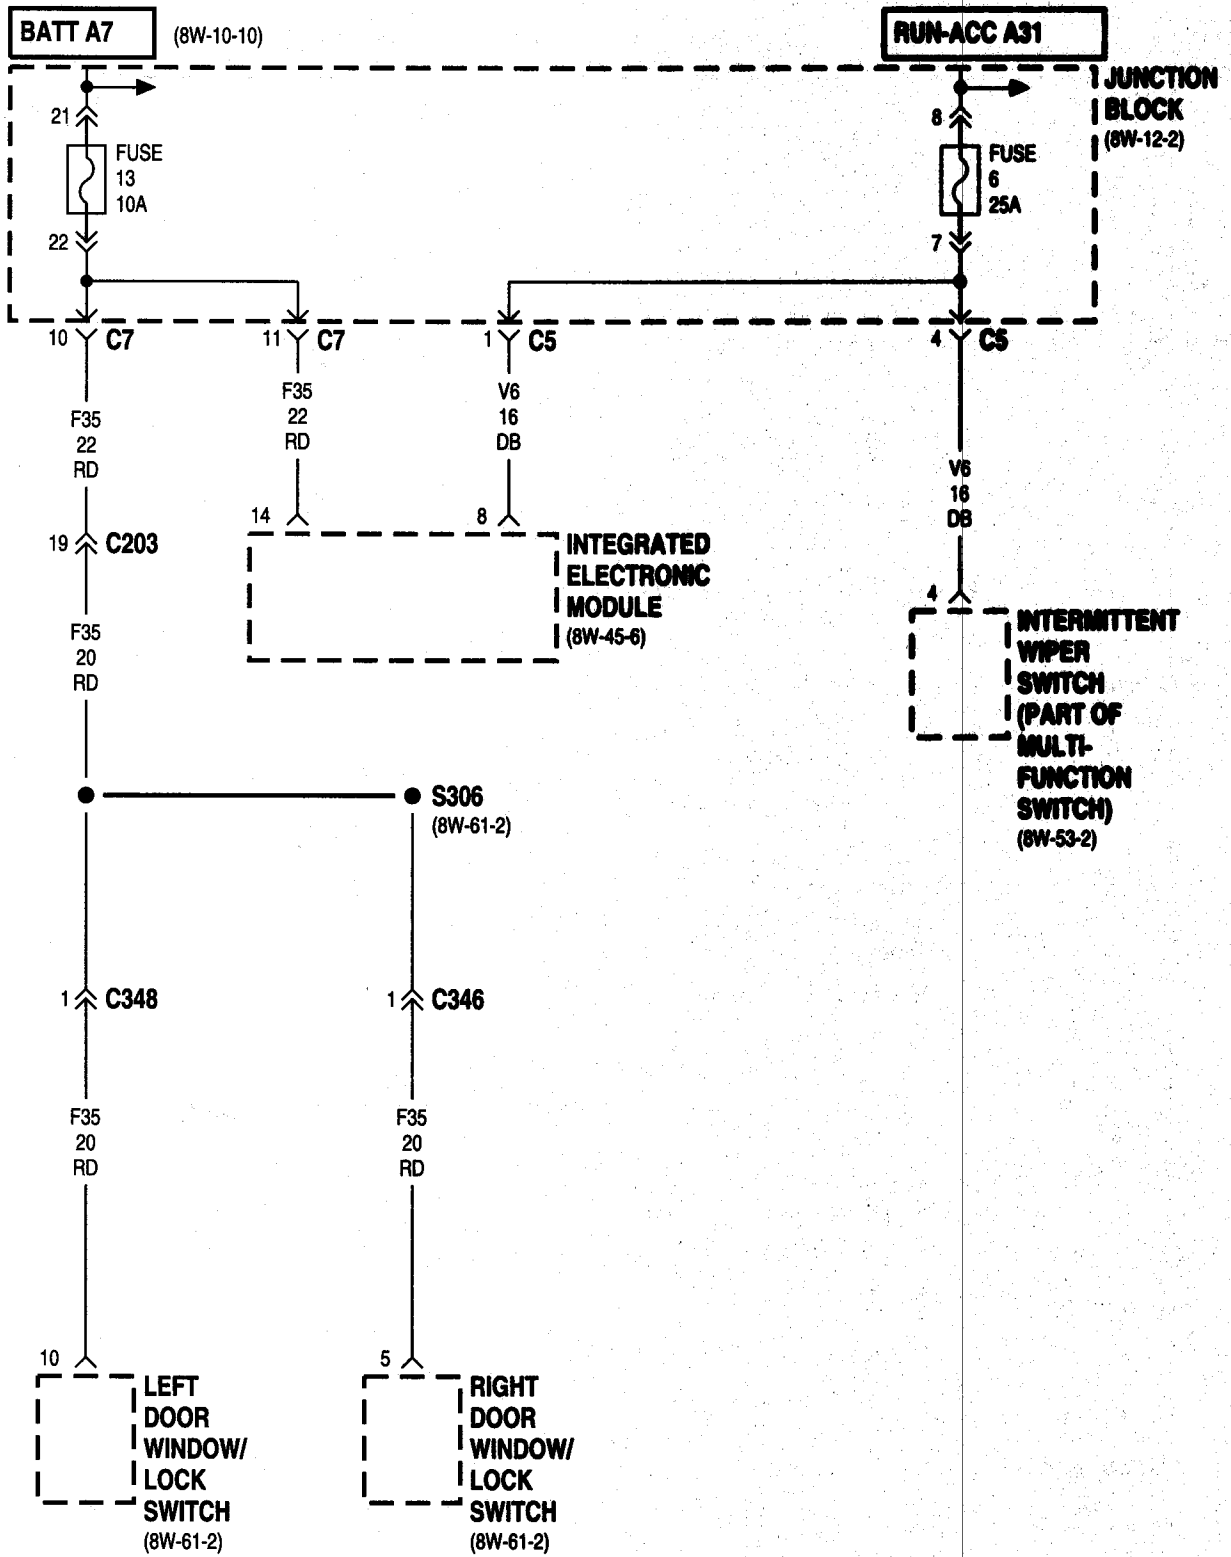 BATT A7
(8W-10-10)
RUN-ACC A31
JUNCTION
BLOCK
(8W-12-2)
21
FUSE
13
10A
22
8
FUSE
6
25A
7
10 C7
11 C7
1 C5
4 C5
F35
22
RD
F35
22
RD
V6
16
DB
V6
16
DB
19 C203
14
8
INTEGRATED
ELECTRONIC
MODULE
(8W-45-6)
4
INTERMITTENT
WIPER
SWITCH
(PART OF
MULTI-
FUNCTION
SWITCH)
(8W-53-2)
F35
20
RD
S306
(8W-61-2)
1 C348
1 C346
F35
20
RD
F35
20
RD
10
LEFT
DOOR
WINDOW/
LOCK
SWITCH
(8W-61-2)
5
RIGHT
DOOR
WINDOW/
LOCK
SWITCH
(8W-61-2)